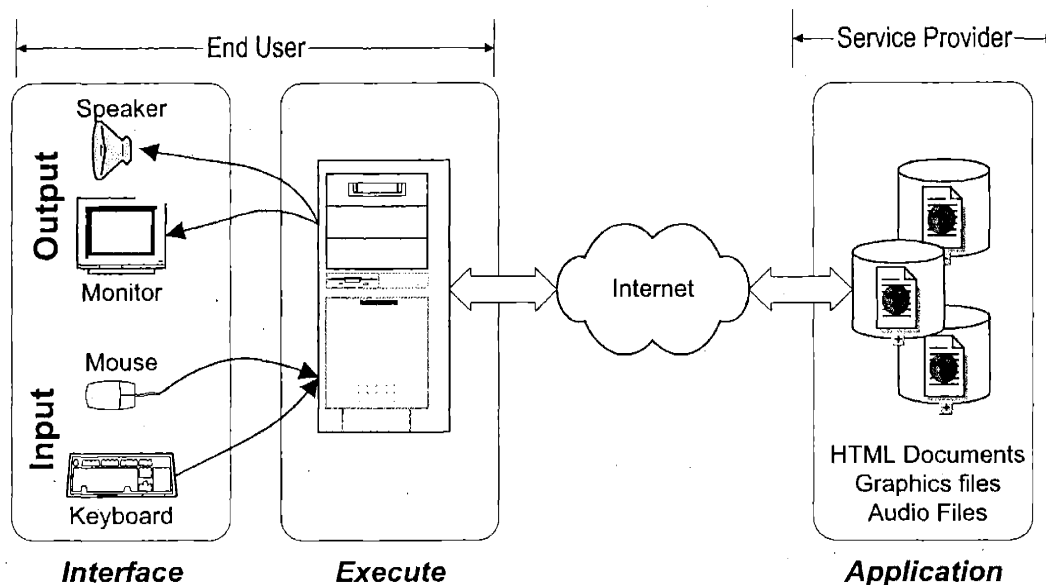 End User
Service Provider
Speaker
Output
Monitor
Mouse
Input
Keyboard
Internet
HTML Documents
Graphics files
Audio Files
Interface
Execute
Application